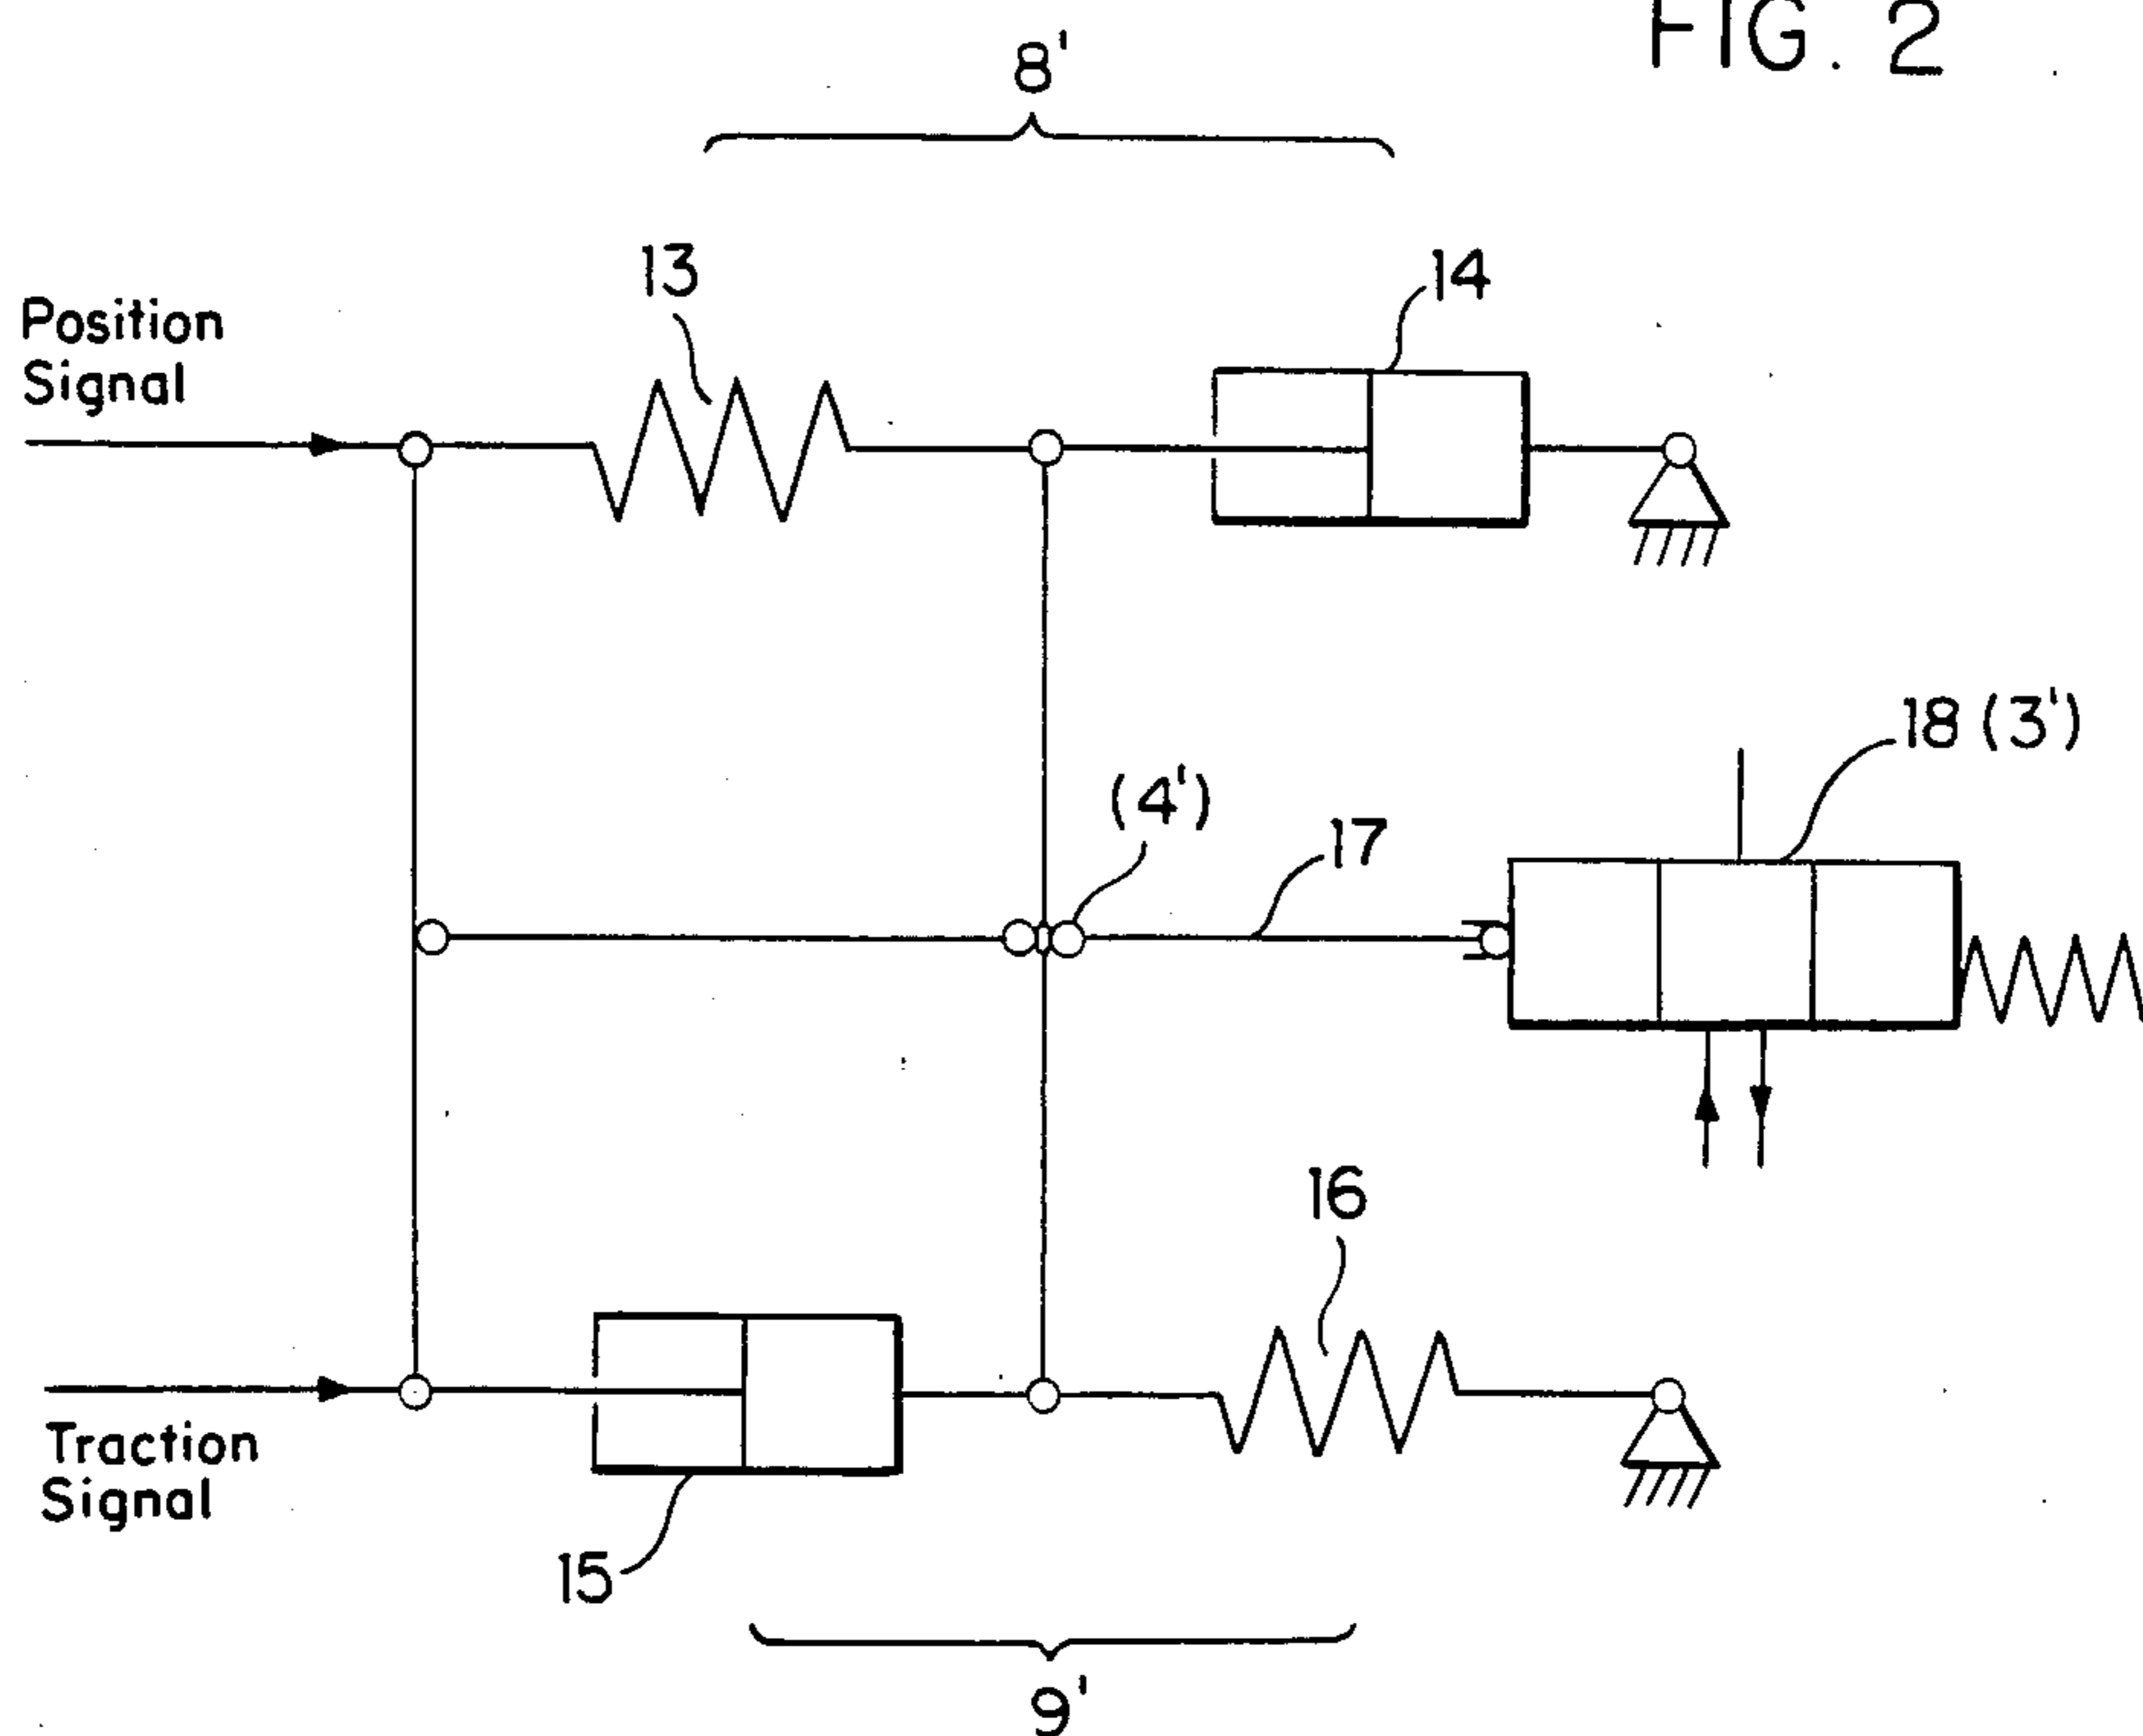 FIG. 2
8'
13
14
Position
Signal
18 (3')
(4')
17
16
Traction
Signal
15
9'